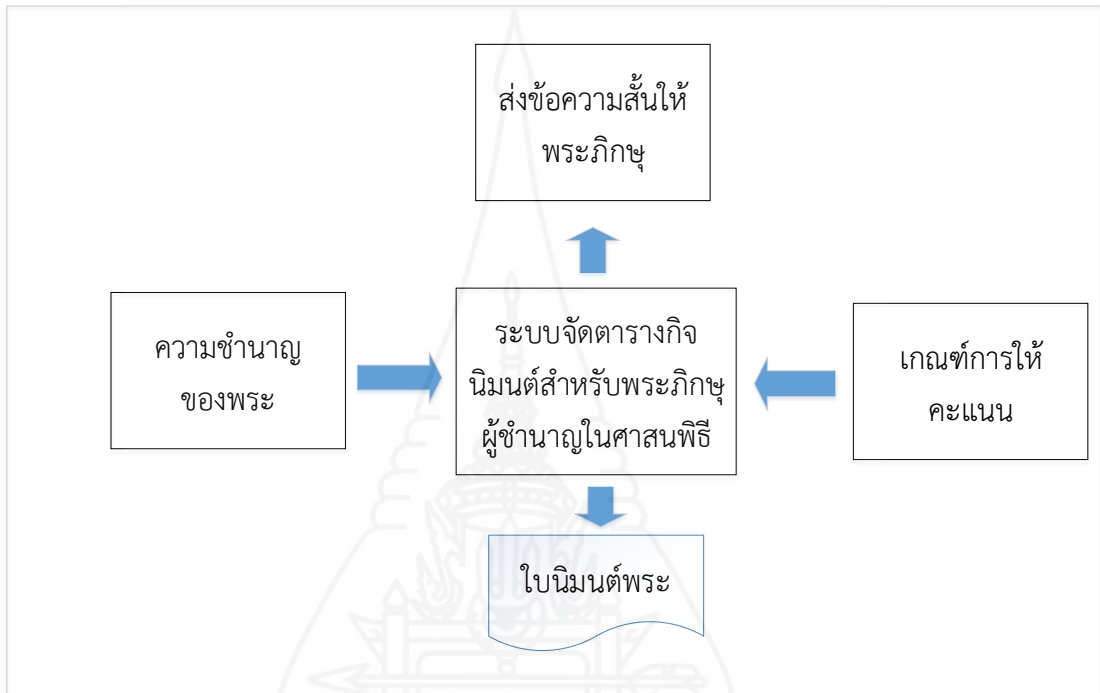 ส่งข้อความสั้นให้
พระภิกษุ
ความชำนาญ
ของพระ
ระบบจัดตารางกิจ
นิมนต์สำหรับพระภิกษุ
ผู้ชำนาญในศาสนพิธี
เกณฑ์การให้
คะแนน
ใบนิมนต์พระ